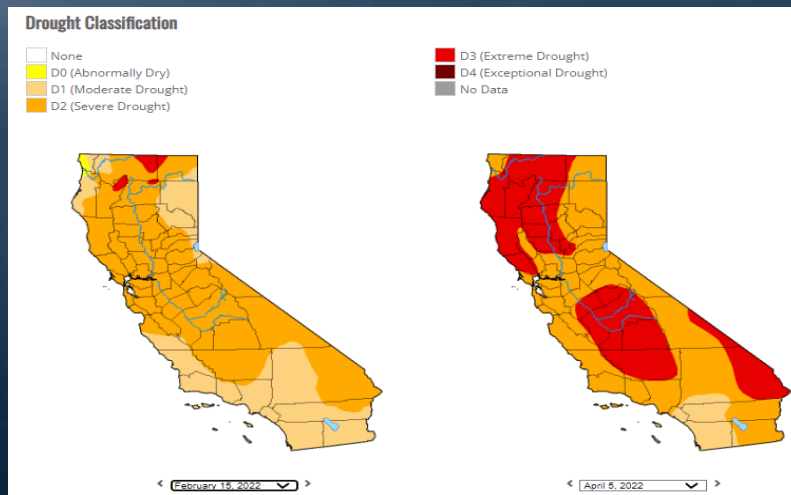 Drought Classification
None
D0 (Abnormally Dry)
D1 (Moderate Drought)
D2 (Severe Drought)
D3 (Extreme Drought)
D4 (Exceptional Drought)
No Data
< February 15, 2022 >
< April 5, 2022 >